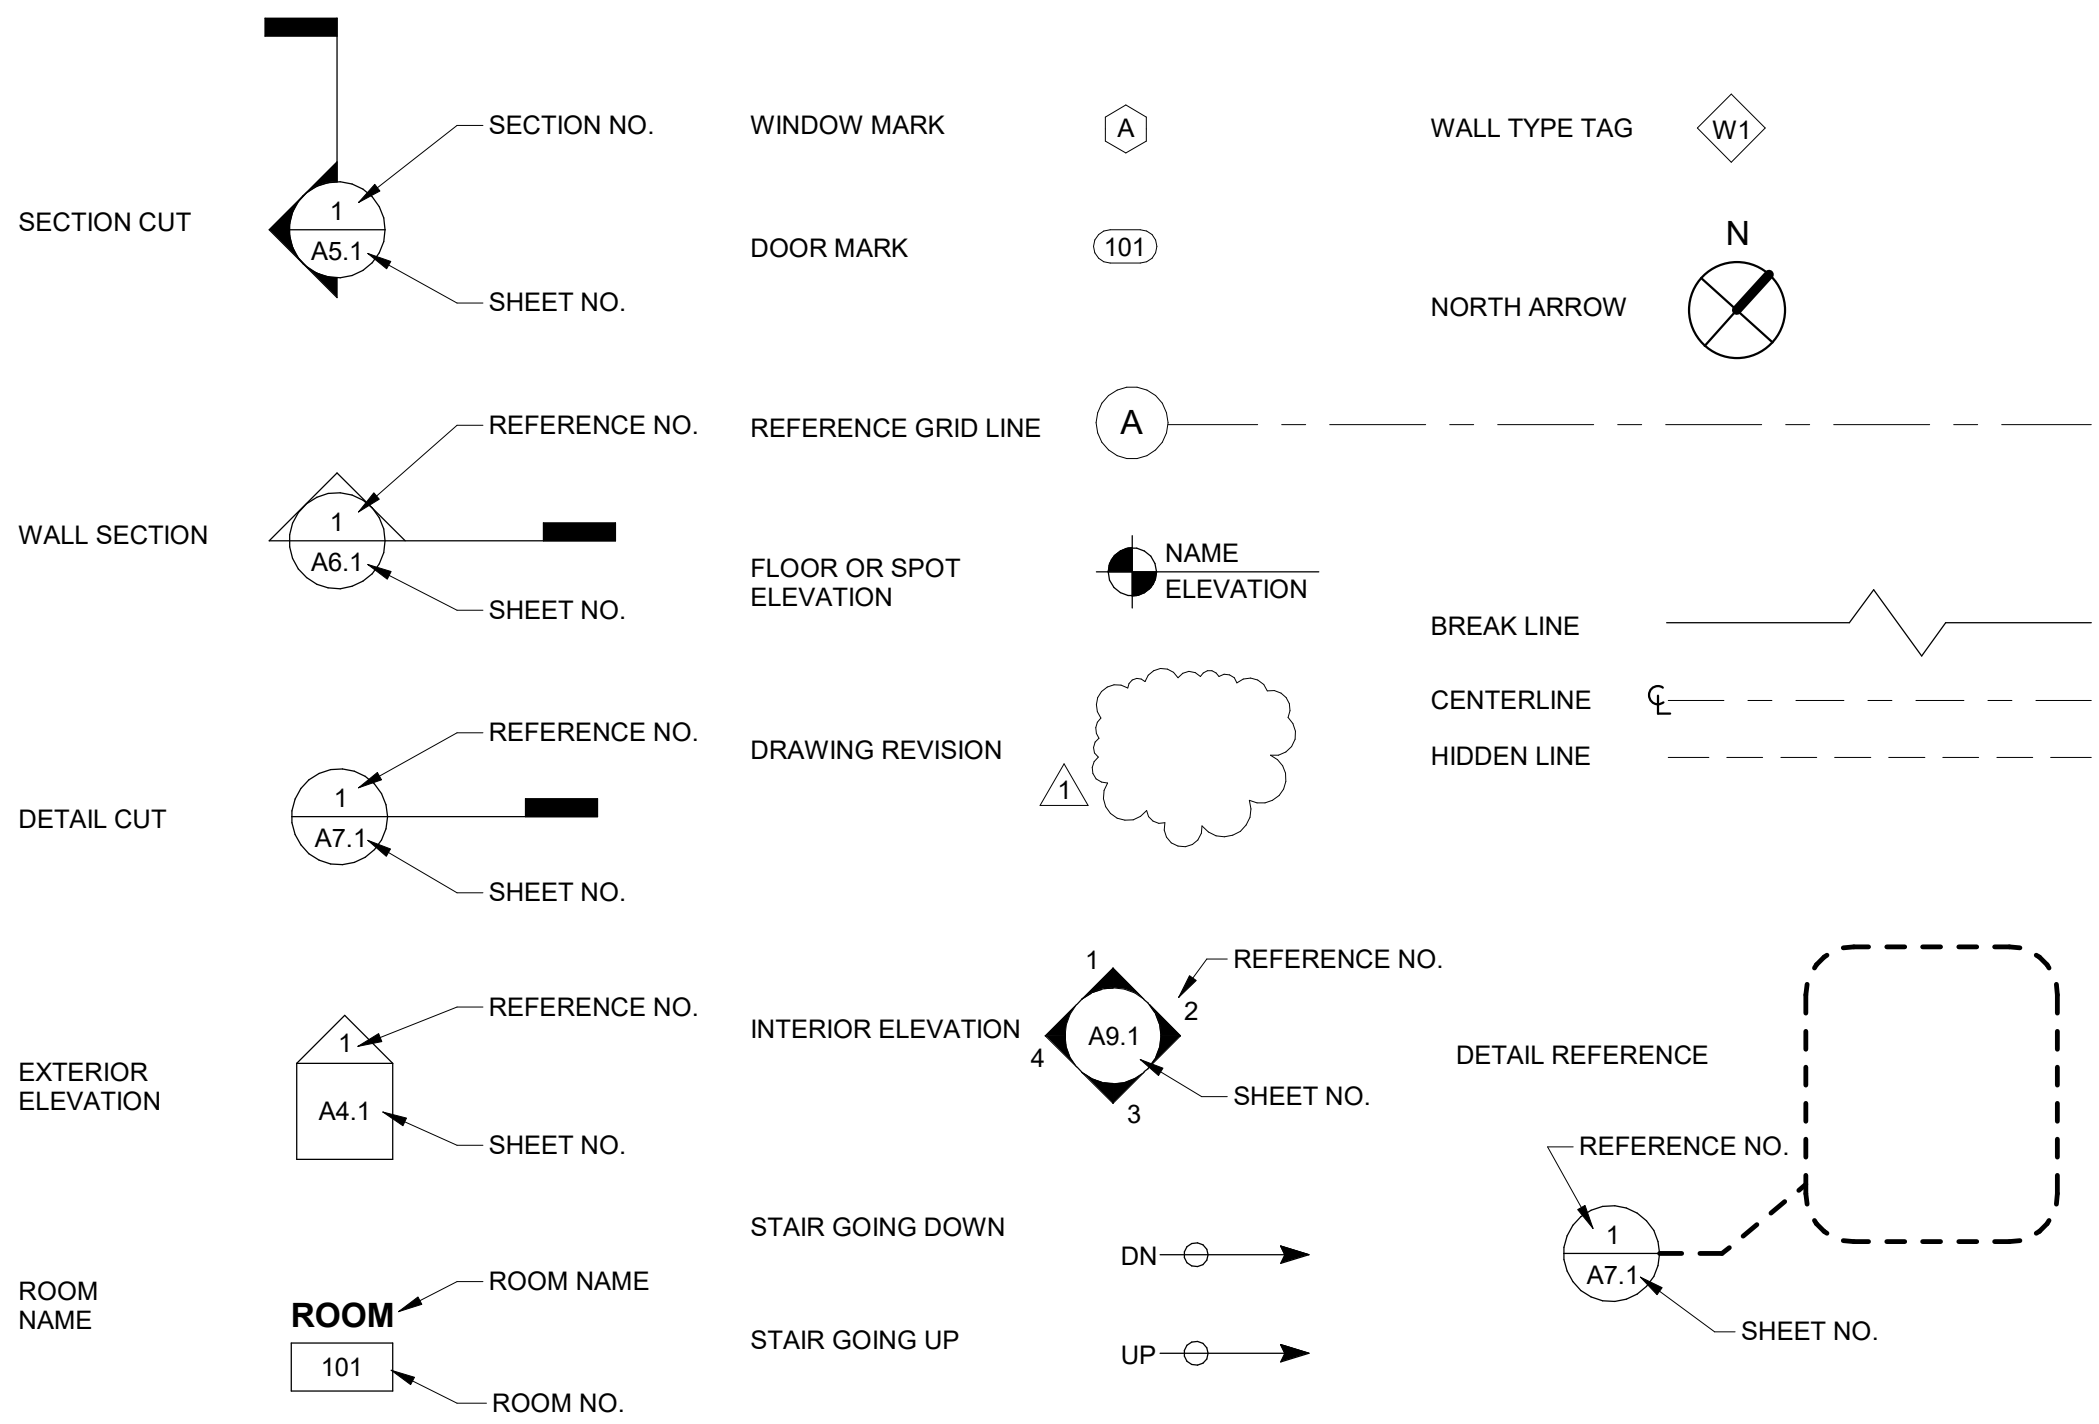 SECTION CUT
1
A5.1
SECTION NO.
SHEET NO.
WALL SECTION
1
A6.1
REFERENCE NO.
SHEET NO.
DETAIL CUT
1
A7.1
REFERENCE NO.
SHEET NO.
EXTERIOR
ELEVATION
1
A4.1
REFERENCE NO.
SHEET NO.
ROOM
NAME
ROOM
101
ROOM NAME
ROOM NO.
WINDOW MARK
A
DOOR MARK
101
REFERENCE GRID LINE
A
FLOOR OR SPOT
ELEVATION
NAME
ELEVATION
DRAWING REVISION
1
INTERIOR ELEVATION
1
2
3
4
A9.1
REFERENCE NO.
SHEET NO.
STAIR GOING DOWN
DN
STAIR GOING UP
UP
WALL TYPE TAG
W1
NORTH ARROW
N
BREAK LINE
CENTERLINE
℄
HIDDEN LINE
DETAIL REFERENCE
REFERENCE NO.
1
A7.1
SHEET NO.